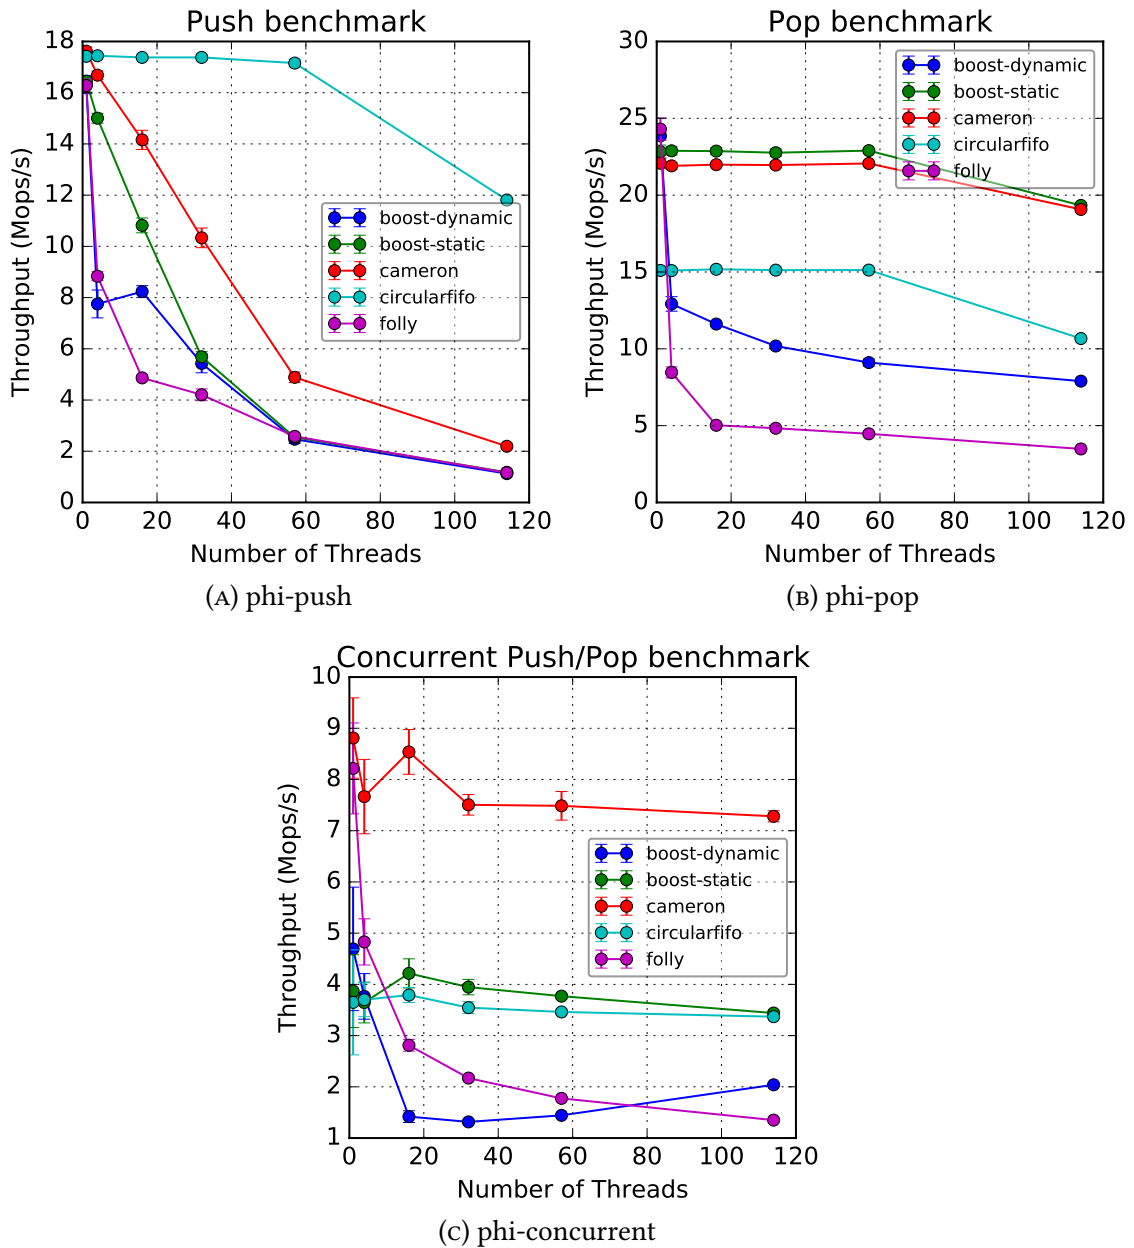 Push benchmark
18
16
14
12
10
8
6
4
2
0
Throughput (Mops/s)
boost-dynamic
boost-static
cameron
circularfifo
folly
0 20 40 60 80 100 120
Number of Threads
(A) phi-push
Pop benchmark
30
25
20
15
10
5
0
Throughput (Mops/s)
boost-dynamic
boost-static
cameron
circularfifo
folly
0 20 40 60 80 100 120
Number of Threads
(B) phi-pop
Concurrent Push/Pop benchmark
10
9
8
7
6
5
4
3
2
1
Throughput (Mops/s)
boost-dynamic
boost-static
cameron
circularfifo
folly
0 20 40 60 80 100 120
Number of Threads
(C) phi-concurrent